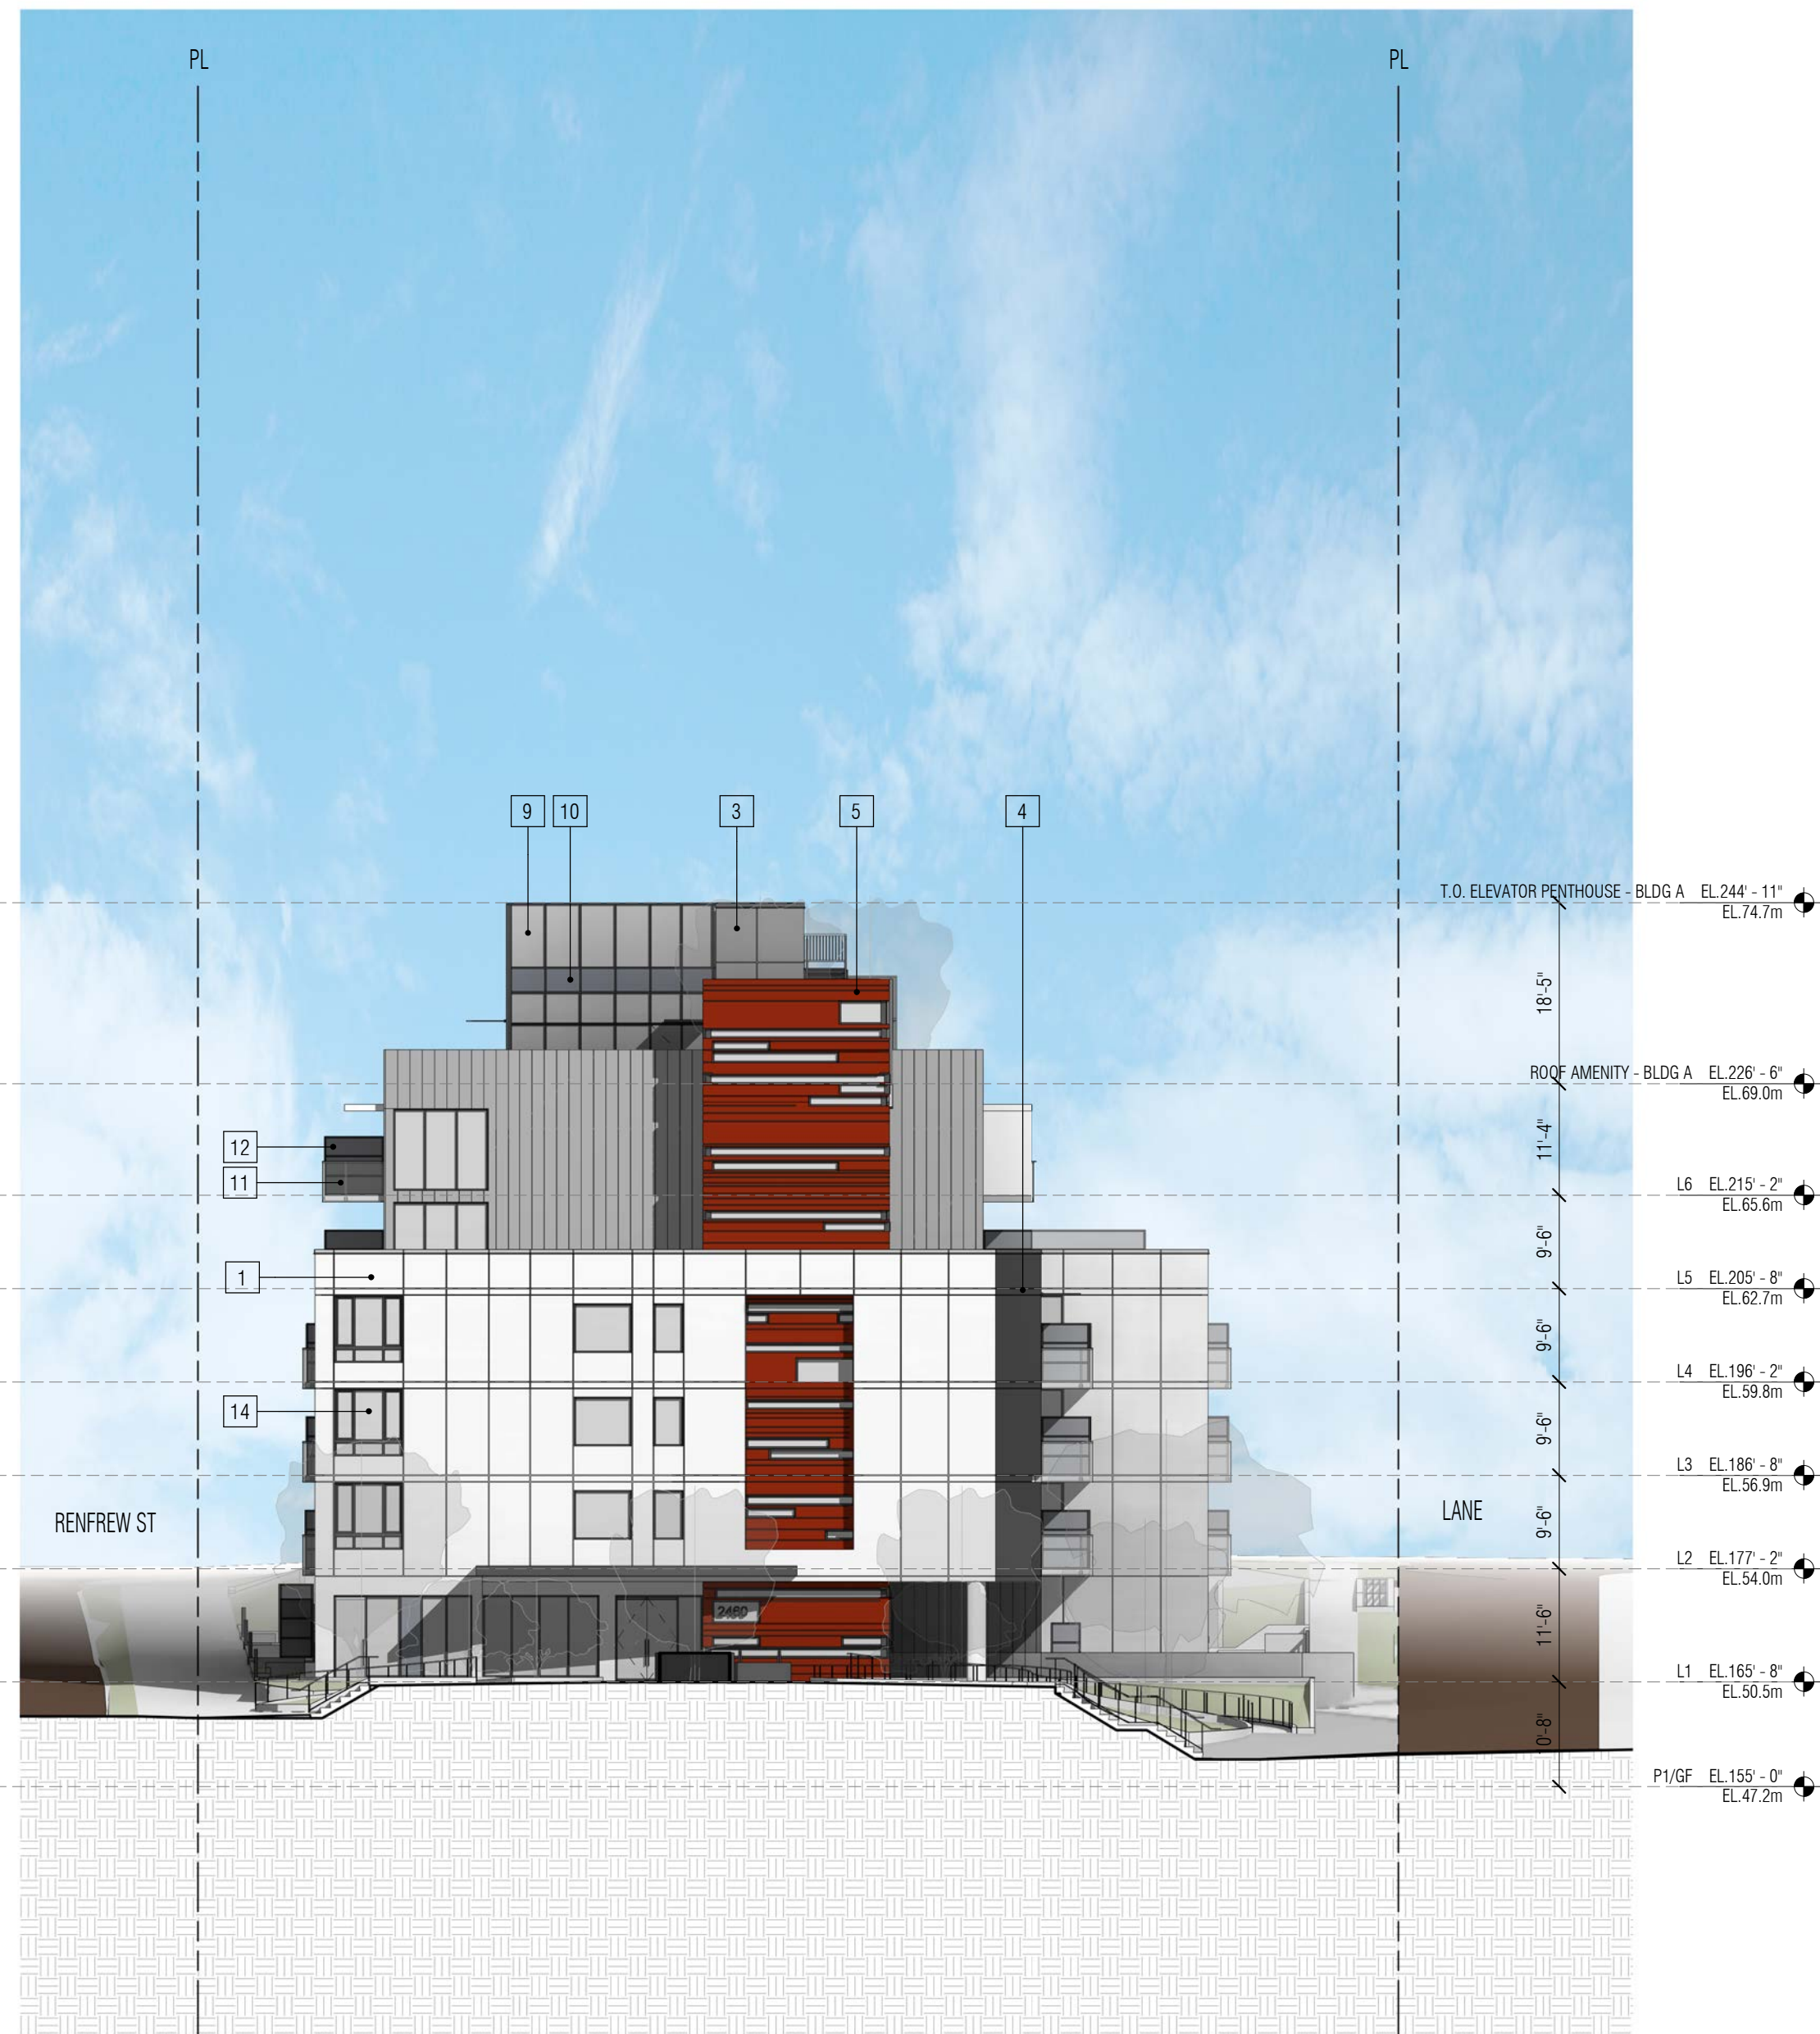 PL
PL
9
10
3
5
4
T.O. ELEVATOR PENTHOUSE - BLDG A EL.244' - 11"
EL.74.7m
18'-5"
ROOF AMENITY - BLDG A EL.226' - 6"
EL.69.0m
12
11'-4"
11
L6 EL.215' - 2"
EL.65.6m
9'-6"
1
L5 EL.205' - 8"
EL.62.7m
9'-6"
L4 EL.196' - 2"
EL.59.8m
14
9'-6"
L3 EL.186' - 8"
EL.56.9m
RENFREW ST
LANE
9'-6"
L2 EL.177' - 2"
EL.54.0m
2460
11'-6"
L1 EL.165' - 8"
EL.50.5m
10'-8"
P1/GF EL.155' - 0"
EL.47.2m